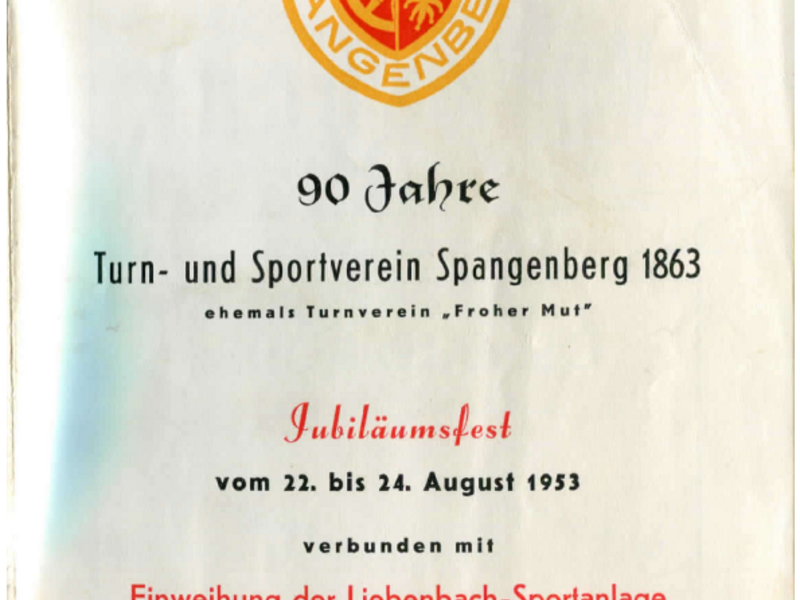 ANGENBE
90 Jahre
Turn- und Sportverein Spangenberg 1863
ehemals Turnverein „Froher Mut"
Jubiläumsfest
vom 22. bis 24. August 1953
verbunden mit
Einweihung der Liebenbach-Sportanlage